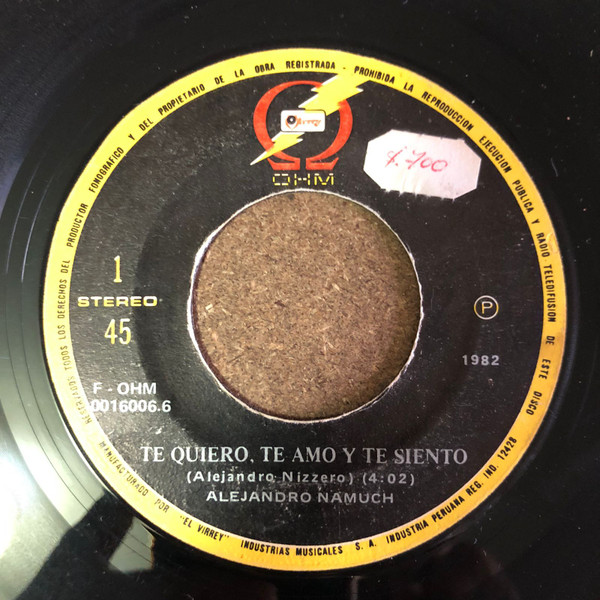 RESERVADOS TODOS LOS DERECHOS DEL PRODUCTOR FONOGRAFICO Y DEL PROPIETARIO DE LA OBRA REGISTRADA - PROHIBIDA LA REPRODUCCION EJECUCION PUBLICA Y RADIO TELEDIFUSION DE ESTE DISCO
OHM
4.700
1
STEREO
45
P
1982
F - OHM
0016006.6
TE QUIERO, TE AMO Y TE SIENTO
(Alejandro Nizzero) (4:02)
ALEJANDRO NAMUCH
MANUFACTURADO POR "EL VIRREY" INDUSTRIAS MUSICALES S. A. INDUSTRIA PERUANA REG. IND. 12428